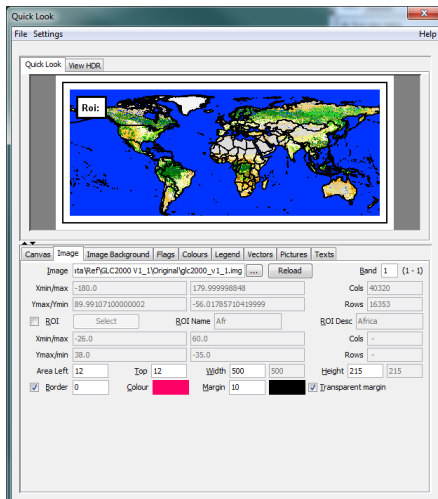 Quick Look
File Settings Help
Quick Look View HDR
Roi:
Canvas Image Image Background Flags Colours Legend Vectors Pictures Texts
Image ıta\Ref\GLC2000 V1_1\Original\glc2000_v1_1.img ... Reload Band 1 (1 - 1)
Xmin/max -180.0 179.999998848 Cols 40320
Ymax/Ymin 89.99107100000002 -56.01785710419999 Rows 16353
ROI Select ROI Name Afr ROI Desc Africa
Xmin/max -26.0 60.0 Cols -
Ymax/min 38.0 -35.0 Rows -
Area Left 12 Top 12 Width 500 500 Height 215 215
Border 0 Colour Margin 10 Transparent margin